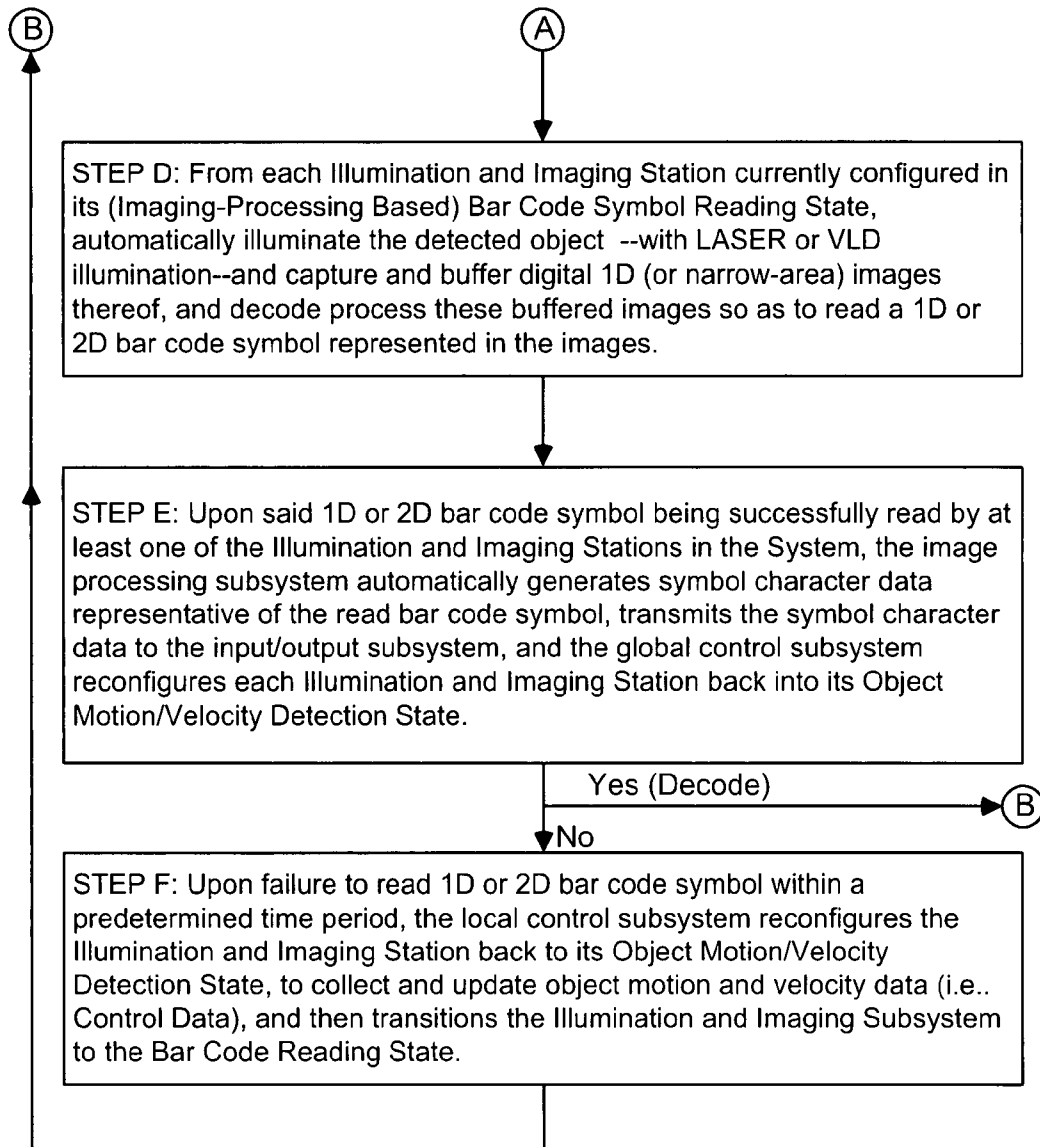 B
A
STEP D: From each Illumination and Imaging Station currently configured in
its (Imaging-Processing Based) Bar Code Symbol Reading State,
automatically illuminate the detected object --with LASER or VLD
illumination--and capture and buffer digital 1D (or narrow-area) images
thereof, and decode process these buffered images so as to read a 1D or
2D bar code symbol represented in the images.
STEP E: Upon said 1D or 2D bar code symbol being successfully read by at
least one of the Illumination and Imaging Stations in the System, the image
processing subsystem automatically generates symbol character data
representative of the read bar code symbol, transmits the symbol character
data to the input/output subsystem, and the global control subsystem
reconfigures each Illumination and Imaging Station back into its Object
Motion/Velocity Detection State.
Yes (Decode)
B
No
STEP F: Upon failure to read 1D or 2D bar code symbol within a
predetermined time period, the local control subsystem reconfigures the
Illumination and Imaging Station back to its Object Motion/Velocity
Detection State, to collect and update object motion and velocity data (i.e..
Control Data), and then transitions the Illumination and Imaging Subsystem
to the Bar Code Reading State.